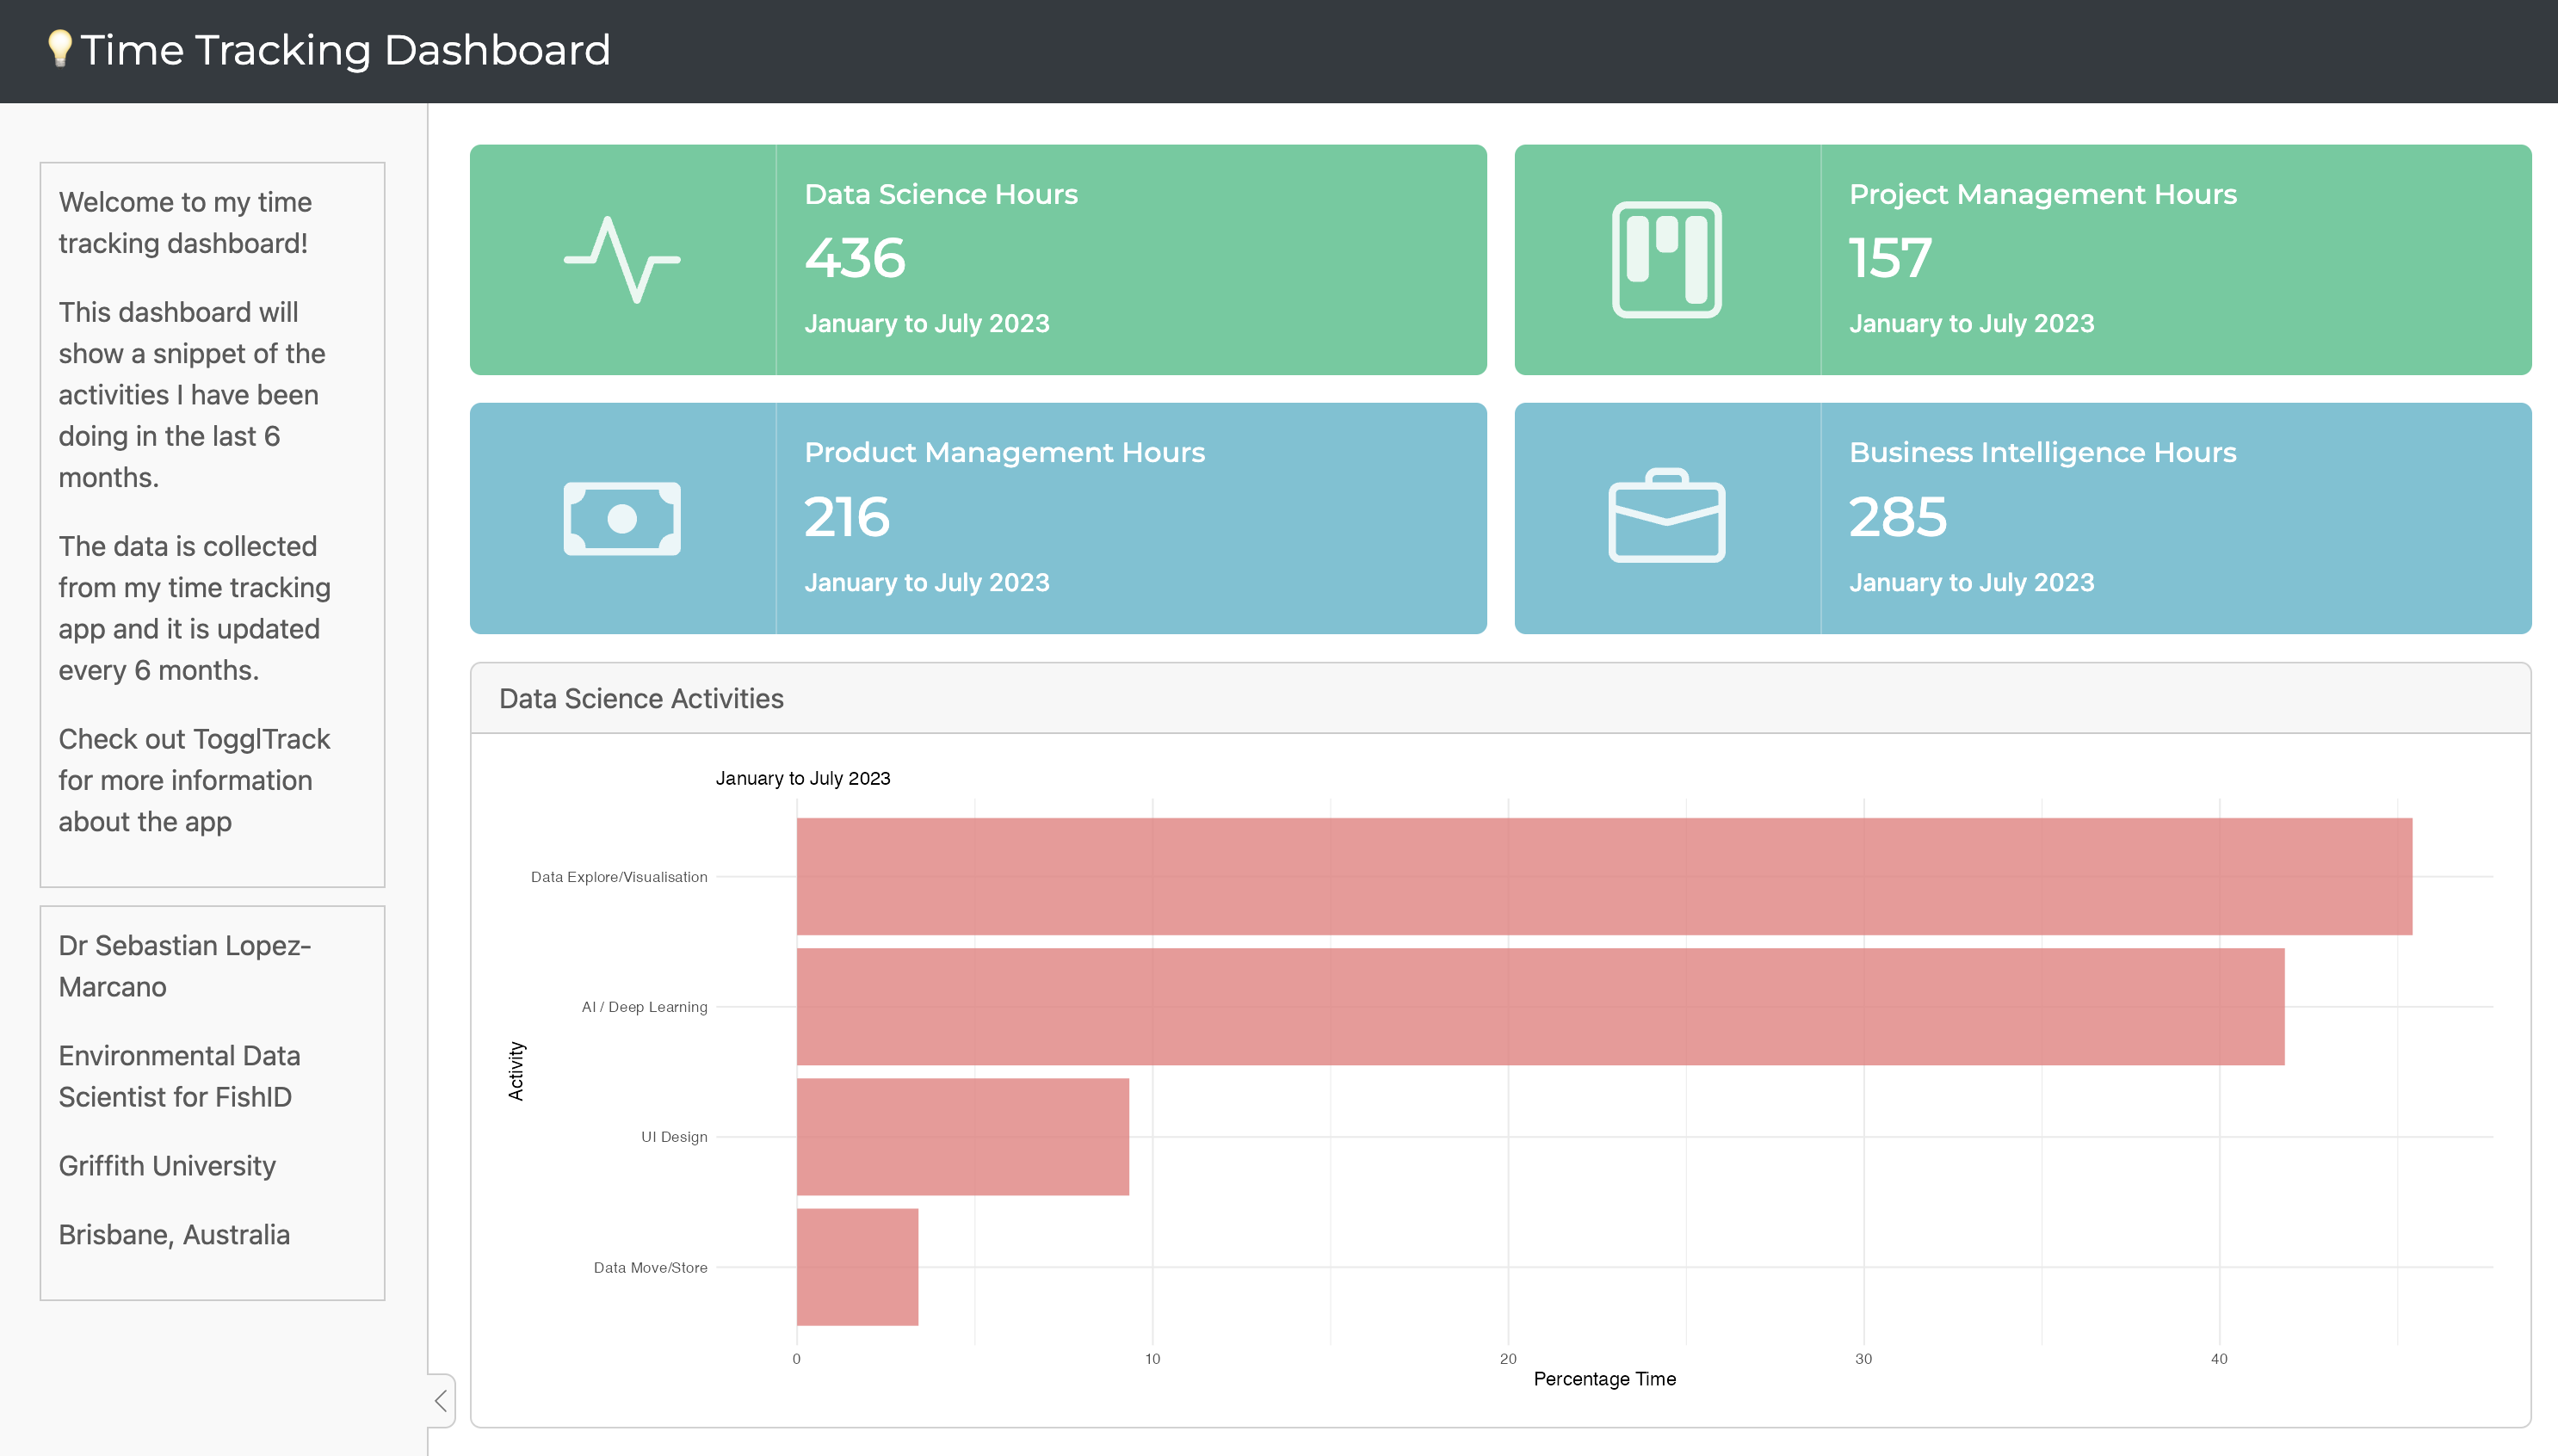 Time Tracking Dashboard
Welcome to my time
tracking dashboard!
This dashboard will
show a snippet of the
activities I have been
doing in the last 6
months.
The data is collected
from my time tracking
app and it is updated
every 6 months.
Check out TogglTrack
for more information
about the app
Dr Sebastian Lopez-
Marcano
Environmental Data
Scientist for FishID
Griffith University
Brisbane, Australia
Data Science Hours
436
January to July 2023
Project Management Hours
157
January to July 2023
Product Management Hours
216
January to July 2023
Business Intelligence Hours
285
January to July 2023
Data Science Activities
January to July 2023
Activity
Data Explore/Visualisation
AI / Deep Learning
UI Design
Data Move/Store
0 10 20 30 40
Percentage Time